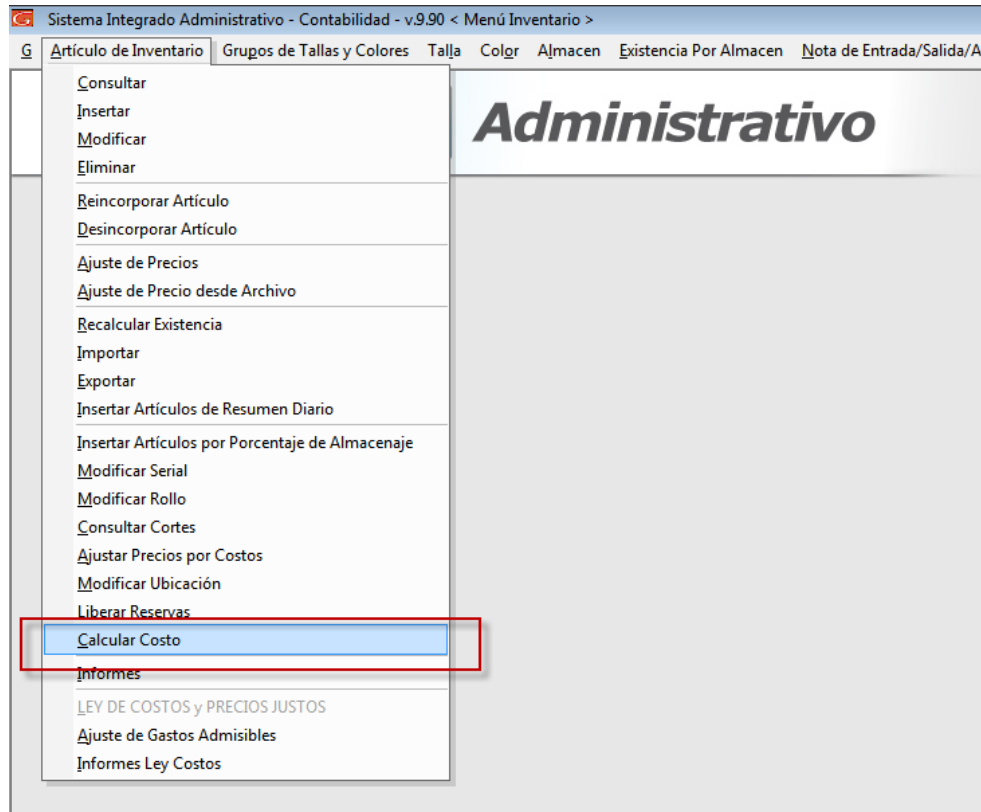 Sistema Integrado Administrativo - Contabilidad - v.9.90 < Menú Inventario >
G Artículo de Inventario Grupos de Tallas y Colores Talla Color Almacen Existencia Por Almacen Nota de Entrada/Salida/A
Administrativo
Consultar
Insertar
Modificar
Eliminar
Reincorporar Artículo
Desincorporar Artículo
Ajuste de Precios
Ajuste de Precio desde Archivo
Recalcular Existencia
Importar
Exportar
Insertar Artículos de Resumen Diario
Insertar Artículos por Porcentaje de Almacenaje
Modificar Serial
Modificar Rollo
Consultar Cortes
Ajustar Precios por Costos
Modificar Ubicación
Liberar Reservas
Calcular Costo
Informes
LEY DE COSTOS y PRECIOS JUSTOS
Ajuste de Gastos Admisibles
Informes Ley Costos